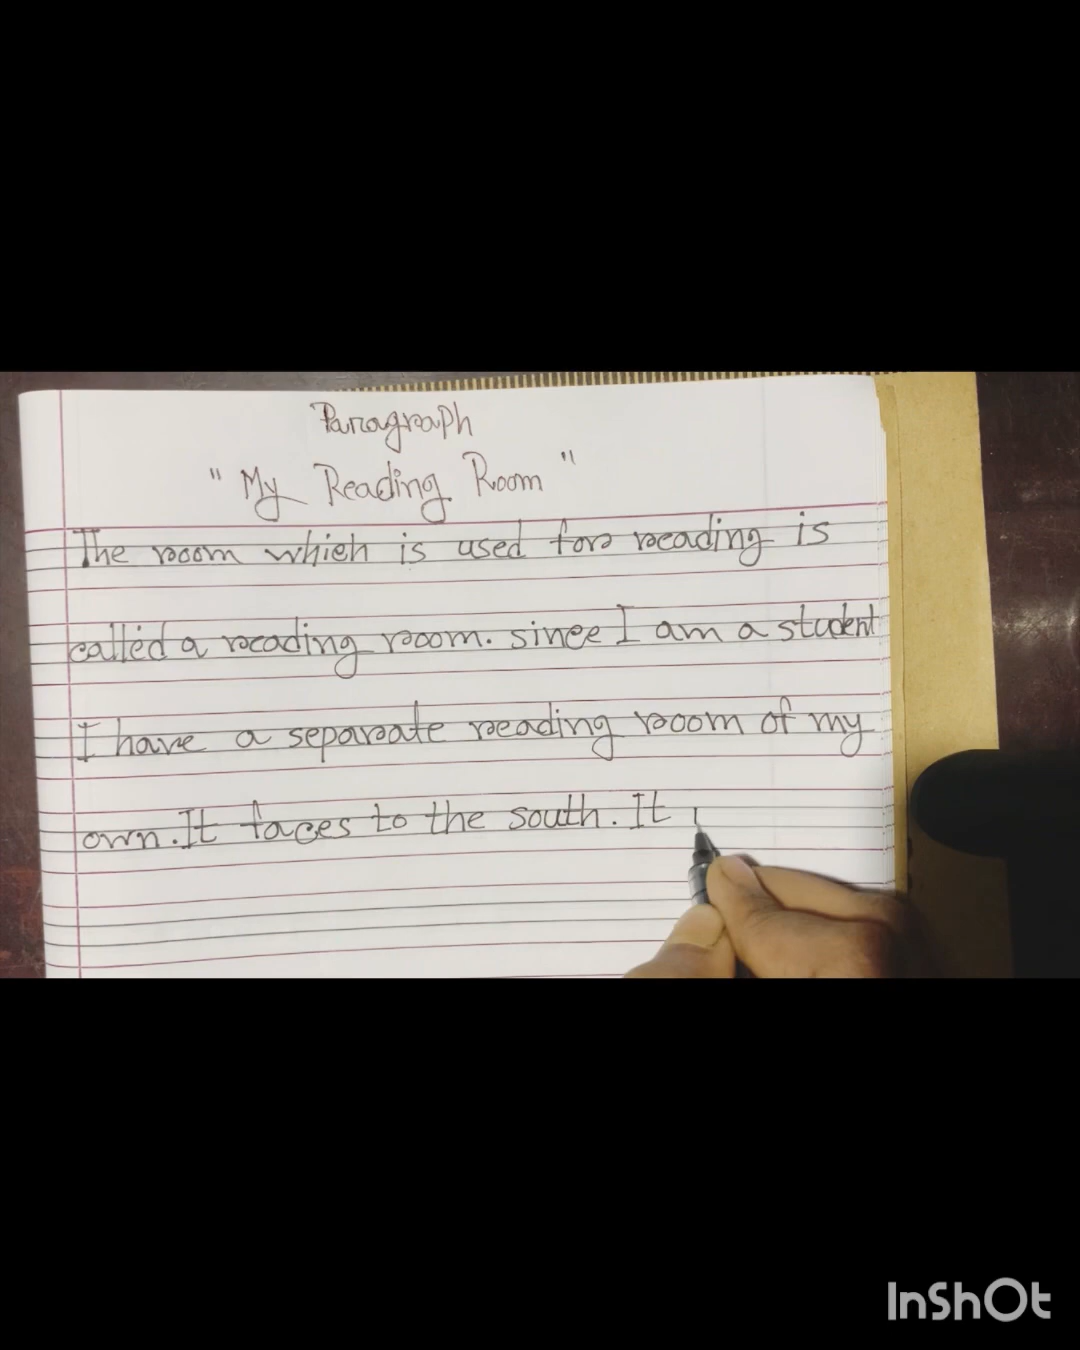 Paragraph
" My Reading Room "
The room which is used for reading is
called a reading room. since I am a student
I have a separate reading room of my
own. It faces to the south. It
InShOt